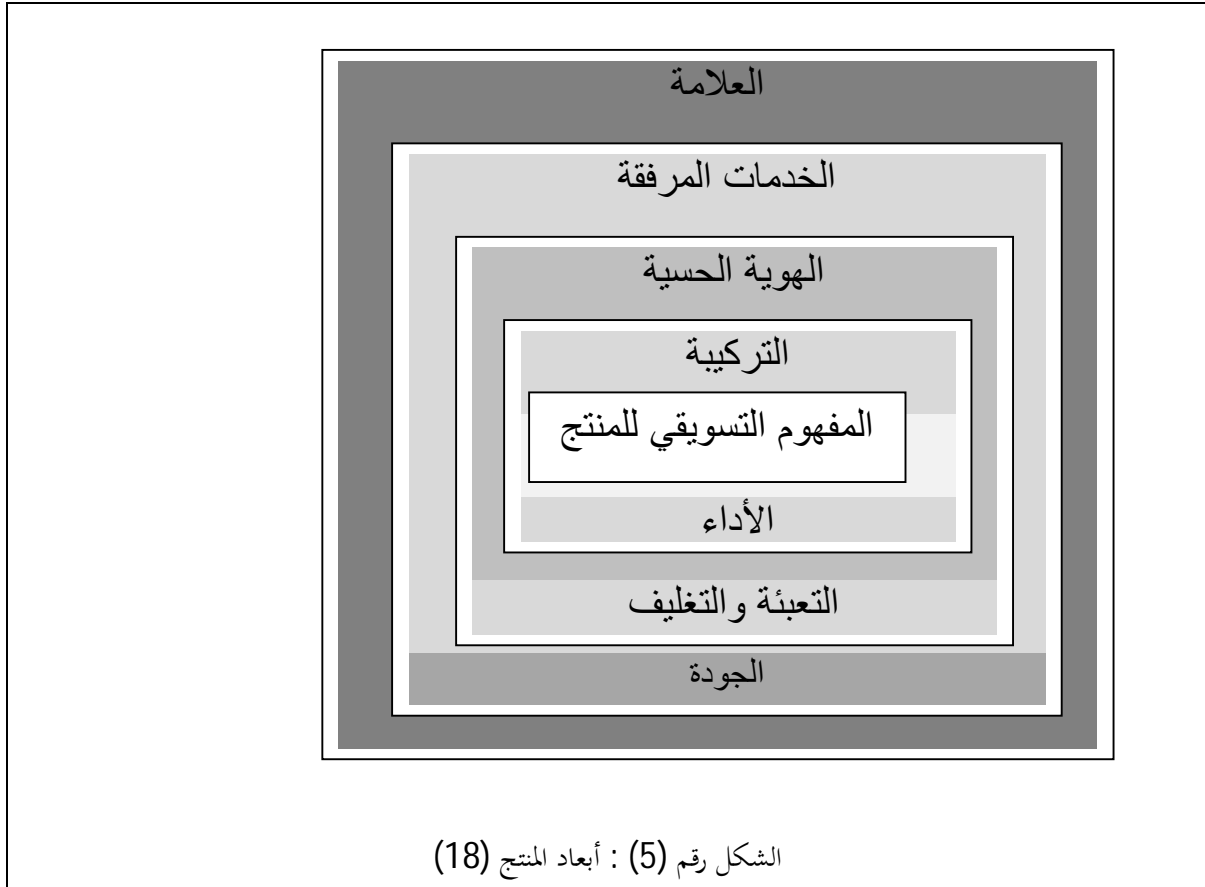 العلامة
الخدمات المرفقة
الهوية الحسية
التركيبة
المفهوم التسويقي للمنتج
الأداء
التعبئة والتغليف
الجودة
الشكل رقم (5) : أبعاد المنتج (18)